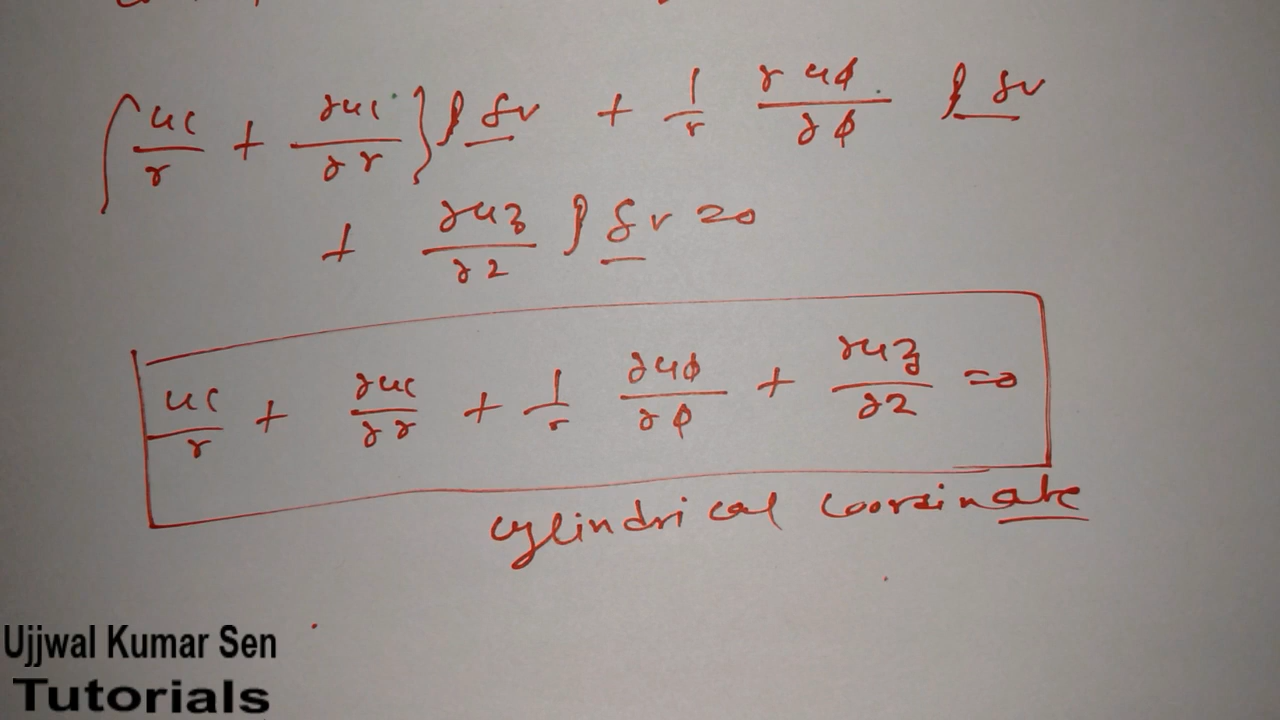 {ur/r + ∂ur/∂r} ρ δv + 1/r ∂uϕ/∂ϕ ρ δv
+ ∂uz/∂z ρ δv = 0
ur/r + ∂ur/∂r + 1/r ∂uϕ/∂ϕ + ∂uz/∂z = 0
cylindrical coordinate
Ujjwal Kumar Sen
Tutorials